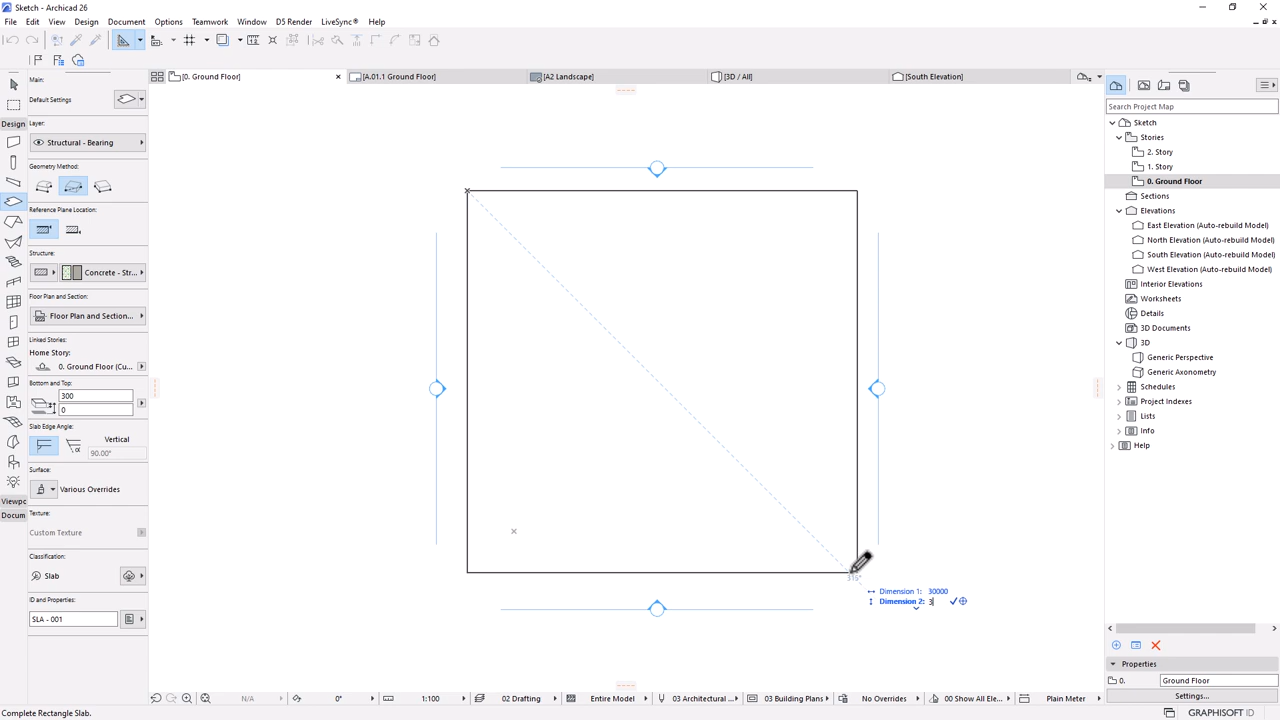 Sketch - Archicad 26
File Edit View Design Document Options Teamwork Window D5 Render LiveSync® Help
[0. Ground Floor]
[A.01.1 Ground Floor]
[A2 Landscape]
[3D / All]
[South Elevation]
Main:
Default Settings
Layer:
Structural - Bearing
Geometry Method:
Reference Plane Location:
Structure:
Concrete - Str...
Floor Plan and Section:
Floor Plan and Section...
Linked Stories:
Home Story:
0. Ground Floor (Cu...
Bottom and Top:
300
0
Slab Edge Angle:
Vertical
90.00°
Surface:
Various Overrides
Texture:
Custom Texture
Classification:
Slab
ID and Properties:
SLA - 001
Design
Viewpo
Docum
315°
Dimension 1: 30000
Dimension 2: 3
Search Project Map
Sketch
Stories
2. Story
1. Story
0. Ground Floor
Sections
Elevations
East Elevation (Auto-rebuild Model)
North Elevation (Auto-rebuild Model)
South Elevation (Auto-rebuild Model)
West Elevation (Auto-rebuild Model)
Interior Elevations
Worksheets
Details
3D Documents
3D
Generic Perspective
Generic Axonometry
Schedules
Project Indexes
Lists
Info
Help
Properties
0. Ground Floor
Settings...
N/A 0° 1:100 02 Drafting Entire Model 03 Architectural ... 03 Building Plans No Overrides 00 Show All Ele... Plain Meter
Complete Rectangle Slab.
GRAPHISOFT ID